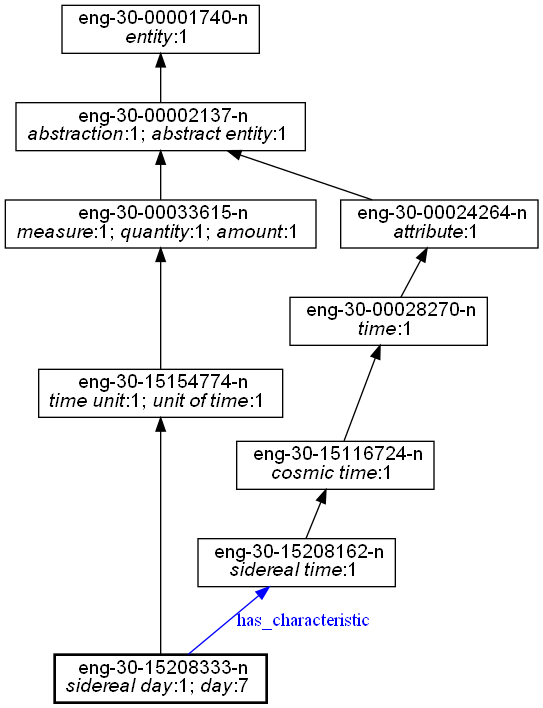 eng-30-00001740-n
entity:1
eng-30-00002137-n
abstraction:1; abstract entity:1
eng-30-00033615-n
measure:1; quantity:1; amount:1
eng-30-00024264-n
attribute:1
eng-30-00028270-n
time:1
eng-30-15154774-n
time unit:1; unit of time:1
eng-30-15116724-n
cosmic time:1
eng-30-15208162-n
sidereal time:1
has_characteristic
eng-30-15208333-n
sidereal day:1; day:7